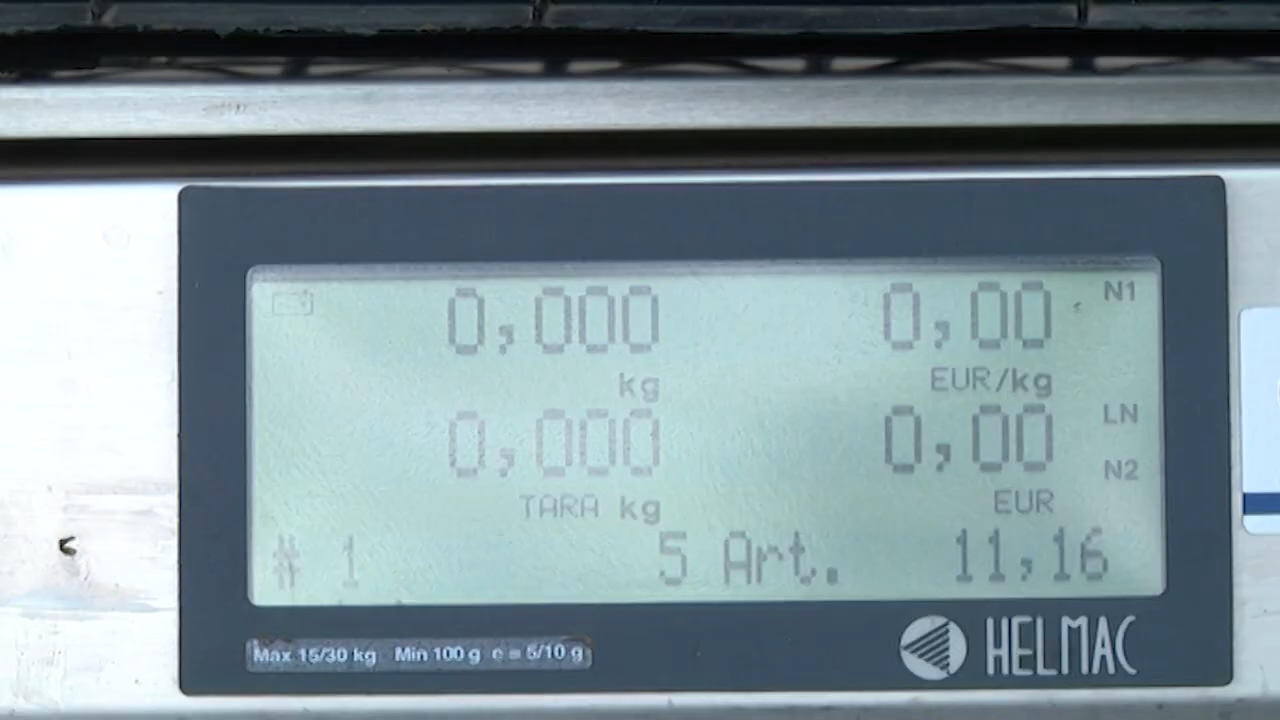 0,000 0,00 N1
kg EUR/kg
0,000 0,00 LN
N2
TARA kg EUR
# 1 5 Art. 11,16
Max 15/30 kg Min 100 g e = 5/10 g
HELMAC